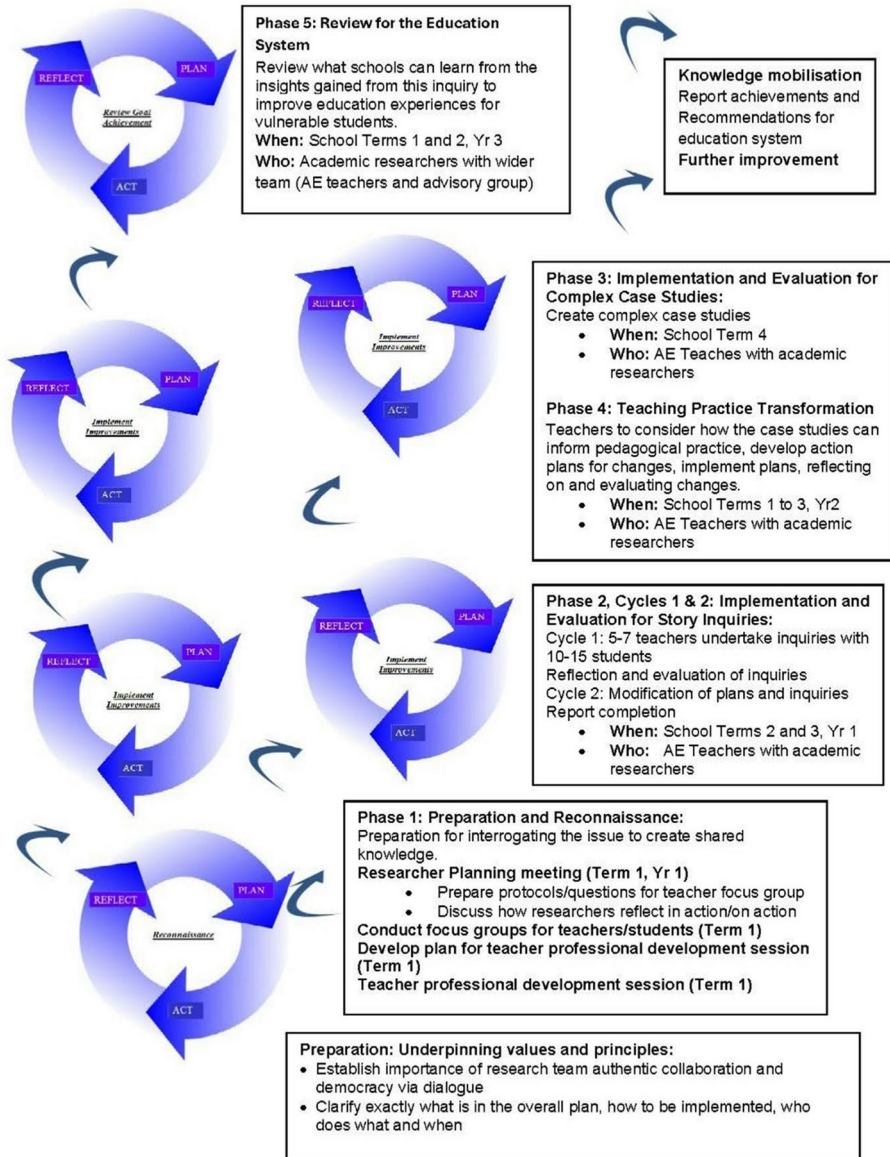 Phase 5: Review for the Education
System
Review what schools can learn from the
insights gained from this inquiry to
improve education experiences for
vulnerable students.
When: School Terms 1 and 2, Yr 3
Who: Academic researchers with wider
team (AE teachers and advisory group)
REFLECT
PLAN
Review Goal
Achievement
ACT
Knowledge mobilisation
Report achievements and
Recommendations for
education system
Further improvement
REFLECT
PLAN
Implement
Improvements
ACT
Phase 3: Implementation and Evaluation for
Complex Case Studies:
Create complex case studies
• When: School Term 4
• Who: AE Teaches with academic
researchers
Phase 4: Teaching Practice Transformation
Teachers to consider how the case studies can
inform pedagogical practice, develop action
plans for changes, implement plans, reflecting
on and evaluating changes.
• When: School Terms 1 to 3, Yr2
• Who: AE Teachers with academic
researchers
REFLECT
PLAN
Implement
Improvements
ACT
REFLECT
PLAN
Implement
Improvements
ACT
Phase 2, Cycles 1 & 2: Implementation and
Evaluation for Story Inquiries:
Cycle 1: 5-7 teachers undertake inquiries with
10-15 students
Reflection and evaluation of inquiries
Cycle 2: Modification of plans and inquiries
Report completion
• When: School Terms 2 and 3, Yr 1
• Who: AE Teachers with academic
researchers
REFLECT
PLAN
Implement
Improvements
ACT
Phase 1: Preparation and Reconnaissance:
Preparation for interrogating the issue to create shared
knowledge.
Researcher Planning meeting (Term 1, Yr 1)
• Prepare protocols/questions for teacher focus group
• Discuss how researchers reflect in action/on action
Conduct focus groups for teachers/students (Term 1)
Develop plan for teacher professional development session
(Term 1)
Teacher professional development session (Term 1)
REFLECT
PLAN
Reconnaissance
ACT
Preparation: Underpinning values and principles:
• Establish importance of research team authentic collaboration and
democracy via dialogue
• Clarify exactly what is in the overall plan, how to be implemented, who
does what and when